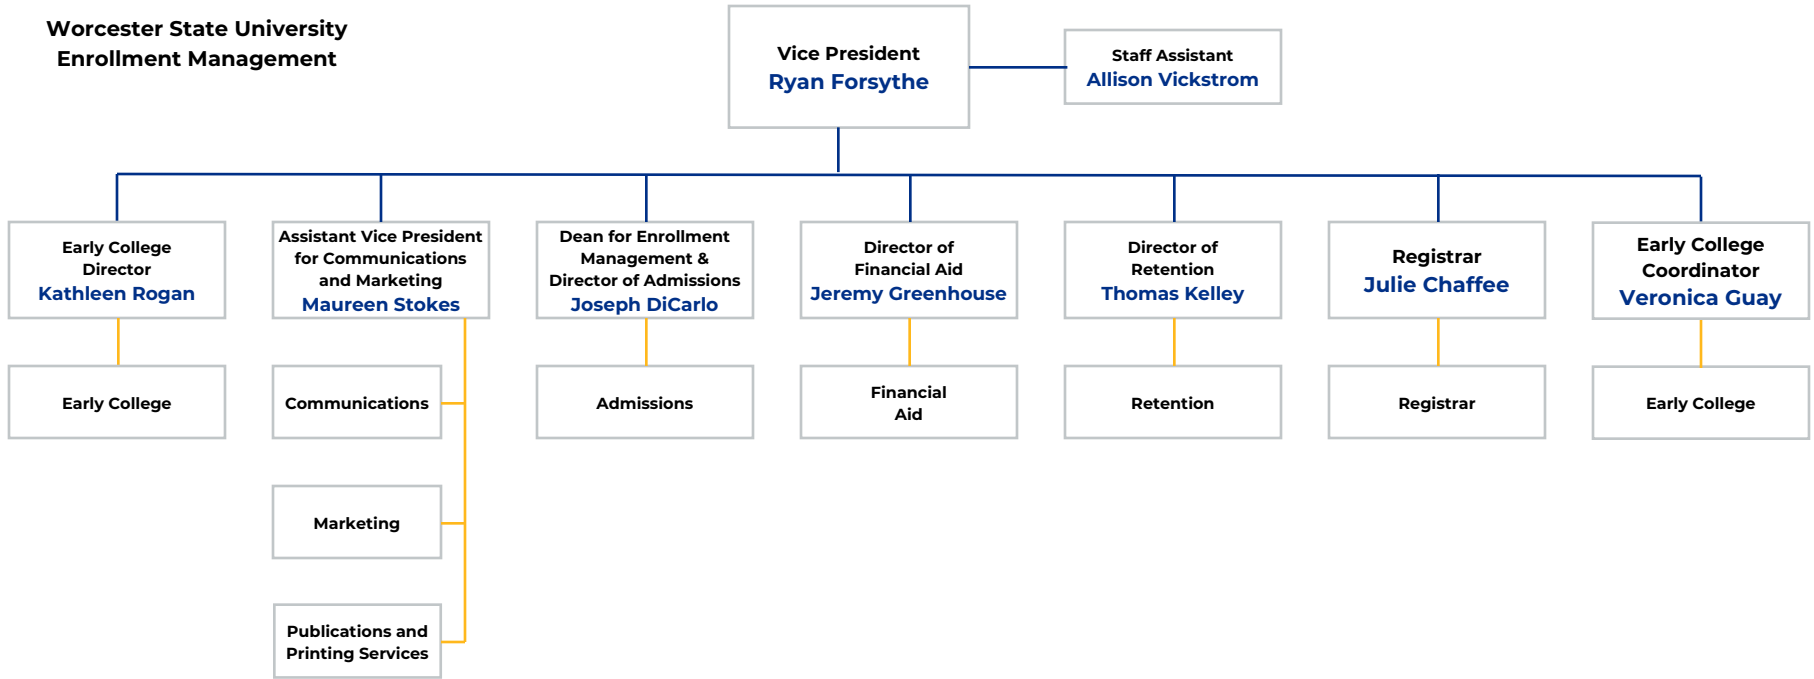 Worcester State University
Enrollment Management
Vice President
Ryan Forsythe
Staff Assistant
Allison Vickstrom
Early College
Director
Kathleen Rogan
Assistant Vice President
for Communications
and Marketing
Maureen Stokes
Dean for Enrollment
Management &
Director of Admissions
Joseph DiCarlo
Director of
Financial Aid
Jeremy Greenhouse
Director of
Retention
Thomas Kelley
Registrar
Julie Chaffee
Early College
Coordinator
Veronica Guay
Early College
Communications
Admissions
Financial
Aid
Retention
Registrar
Early College
Marketing
Publications and
Printing Services